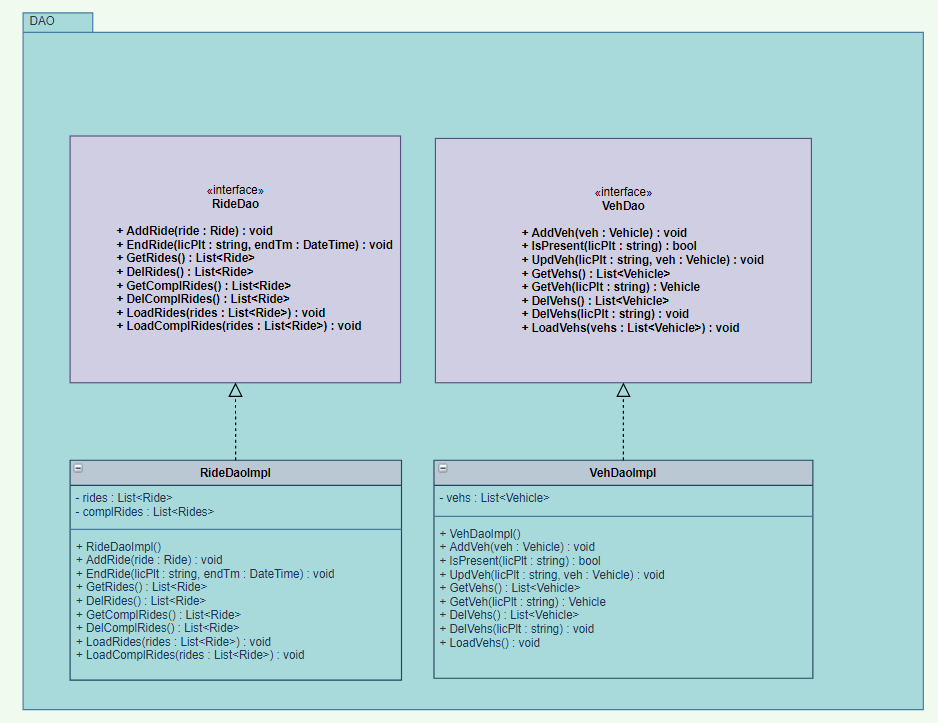 DAO
«interface»
RideDao
+ AddRide(ride : Ride) : void
+ EndRide(licPlt : string, endTm : DateTime) : void
+ GetRides() : List<Ride>
+ DelRides() : List<Ride>
+ GetComplRides() : List<Ride>
+ DelComplRides() : List<Ride>
+ LoadRides(rides : List<Ride>) : void
+ LoadComplRides(rides : List<Ride>) : void
«interface»
VehDao
+ AddVeh(veh : Vehicle) : void
+ IsPresent(licPlt : string) : bool
+ UpdVeh(licPlt : string, veh : Vehicle) : void
+ GetVehs() : List<Vehicle>
+ GetVeh(licPlt : string) : Vehicle
+ DelVehs() : List<Vehicle>
+ DelVehs(licPlt : string) : void
+ LoadVehs(vehs : List<Vehicle>) : void
RideDaoImpl
- rides : List<Ride>
- complRides : List<Rides>
+ RideDaoImpl()
+ AddRide(ride : Ride) : void
+ EndRide(licPlt : string, endTm : DateTime) : void
+ GetRides() : List<Ride>
+ DelRides() : List<Ride>
+ GetComplRides() : List<Ride>
+ DelComplRides() : List<Ride>
+ LoadRides(rides : List<Ride>) : void
+ LoadComplRides(rides : List<Ride>) : void
VehDaoImpl
- vehs : List<Vehicle>
+ VehDaoImpl()
+ AddVeh(veh : Vehicle) : void
+ IsPresent(licPlt : string) : bool
+ UpdVeh(licPlt : string, veh : Vehicle) : void
+ GetVehs() : List<Vehicle>
+ GetVeh(licPlt : string) : Vehicle
+ DelVehs() : List<Vehicle>
+ DelVehs(licPlt : string) : void
+ LoadVehs() : void